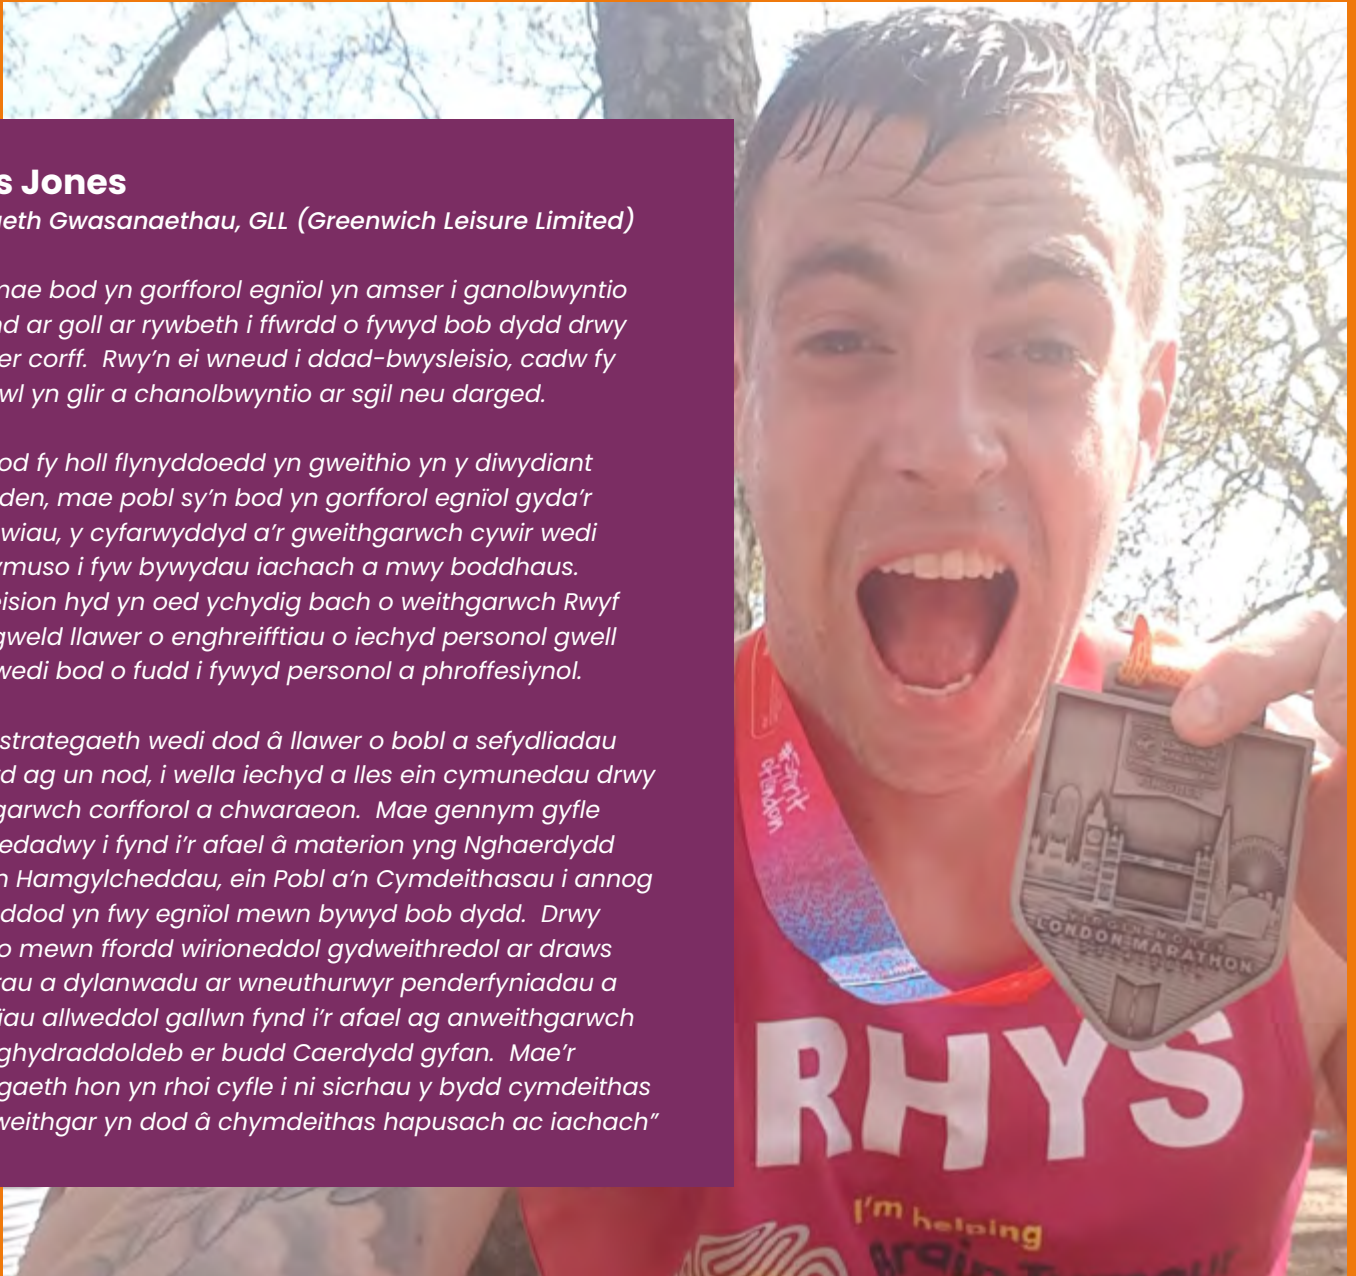 s Jones
eth Gwasanaethau, GLL (Greenwich Leisure Limited)
nae bod yn gorfforol egnïol yn amser i ganolbwyntio
d ar goll ar rywbeth i ffwrdd o fywyd bob dydd drwy
er corff. Rwy’n ei wneud i ddad-bwysleisio, cadw fy
wl yn glir a chanolbwyntio ar sgil neu darged.
od fy holl flynyddoedd yn gweithio yn y diwydiant
den, mae pobl sy’n bod yn gorfforol egnïol gyda’r
wiau, y cyfarwyddyd a’r gweithgarwch cywir wedi
ymuso i fyw bywydau iachach a mwy boddhaus.
ision hyd yn oed ychydig bach o weithgarwch Rwyf
gweld llawer o enghreifftiau o iechyd personol gwell
wedi bod o fudd i fywyd personol a phroffesiynol.
strategaeth wedi dod â llawer o bobl a sefydliadau
d ag un nod, i wella iechyd a lles ein cymunedau drwy
garwch corfforol a chwaraeon. Mae gennym gyfle
edadwy i fynd i’r afael â materion yng Nghaerdydd
n Hamgylcheddau, ein Pobl a’n Cymdeithasau i annog
ddod yn fwy egnïol mewn bywyd bob dydd. Drwy
o mewn ffordd wirioneddol gydweithredol ar draws
rau a dylanwadu ar wneuthurwyr penderfyniadau a
ïau allweddol gallwn fynd i’r afael ag anweithgarwch
ghydraddoldeb er budd Caerdydd gyfan. Mae’r
gaeth hon yn rhoi cyfle i ni sicrhau y bydd cymdeithas
weithgar yn dod â chymdeithas hapusach ac iachach”
#Spirit
of London
VIRGIN MONEY
LONDON MARATHON
RHYS
I'm helping